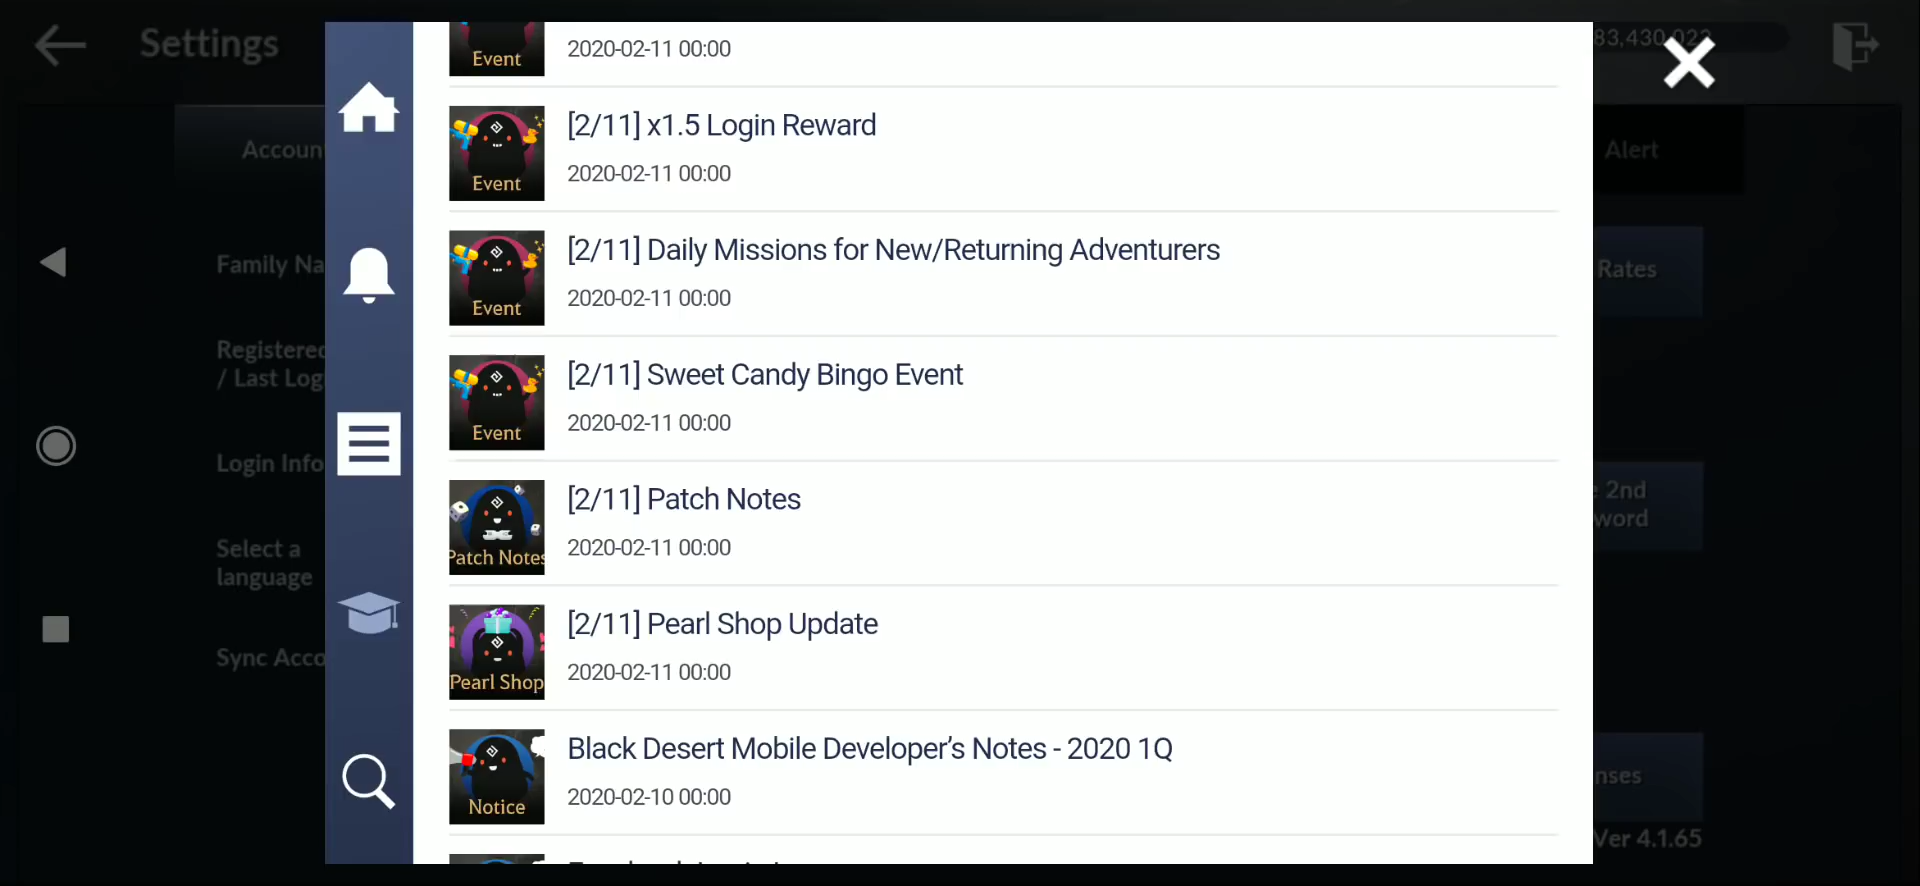 Settings
83,430,022
Event
2020-02-11 00:00
Accoun
Alert
Event
[2/11] x1.5 Login Reward
2020-02-11 00:00
Family Na
Rates
Event
[2/11] Daily Missions for New/Returning Adventurers
2020-02-11 00:00
Registered
/ Last Log
Event
[2/11] Sweet Candy Bingo Event
2020-02-11 00:00
Login Info
2nd
word
Patch Notes
[2/11] Patch Notes
2020-02-11 00:00
Select a
language
Pearl Shop
[2/11] Pearl Shop Update
2020-02-11 00:00
Sync Acco
Notice
Black Desert Mobile Developer’s Notes - 2020 1Q
2020-02-10 00:00
nses
Ver 4.1.65